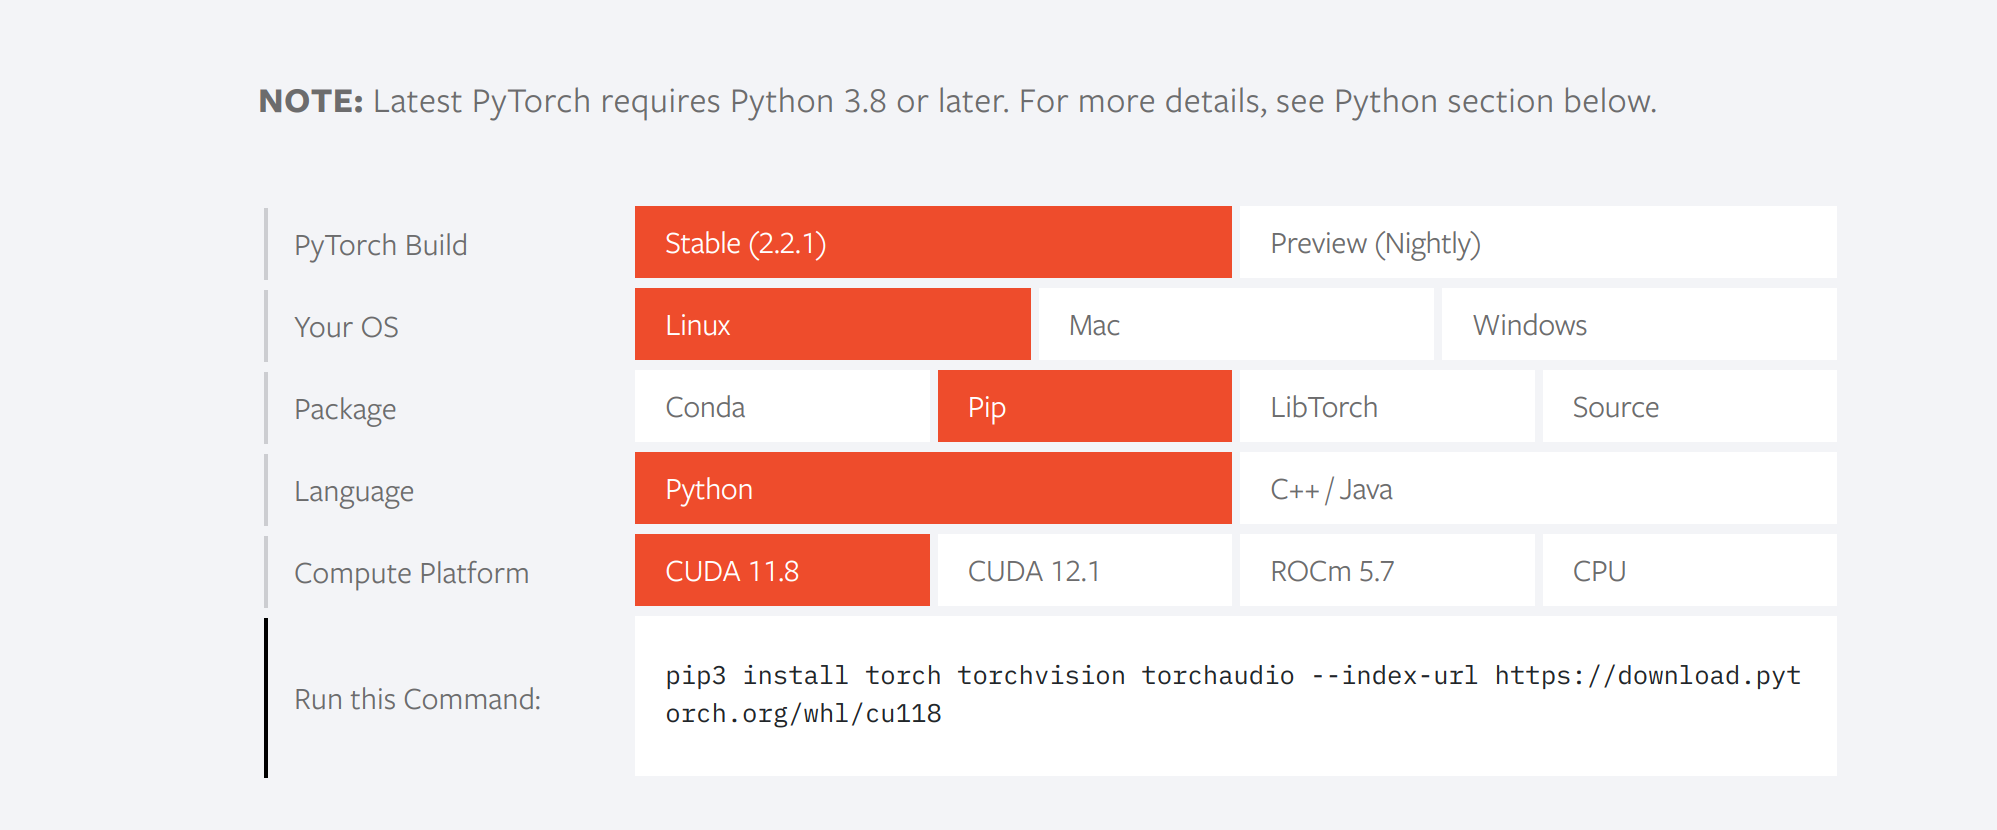 NOTE: Latest PyTorch requires Python 3.8 or later. For more details, see Python section below.
PyTorch Build
Stable (2.2.1)
Preview (Nightly)
Your OS
Linux
Mac
Windows
Package
Conda
Pip
LibTorch
Source
Language
Python
C++ / Java
Compute Platform
CUDA 11.8
CUDA 12.1
ROCm 5.7
CPU
Run this Command:
pip3 install torch torchvision torchaudio --index-url https://download.pyt
orch.org/whl/cu118